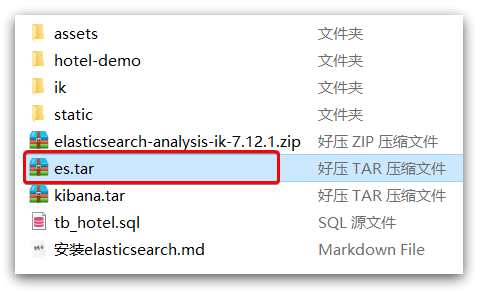 assets 文件夹
hotel-demo 文件夹
ik 文件夹
static 文件夹
elasticsearch-analysis-ik-7.12.1.zip 好压 ZIP 压缩文件
es.tar 好压 TAR 压缩文件
kibana.tar 好压 TAR 压缩文件
tb_hotel.sql SQL 源文件
安装elasticsearch.md Markdown File